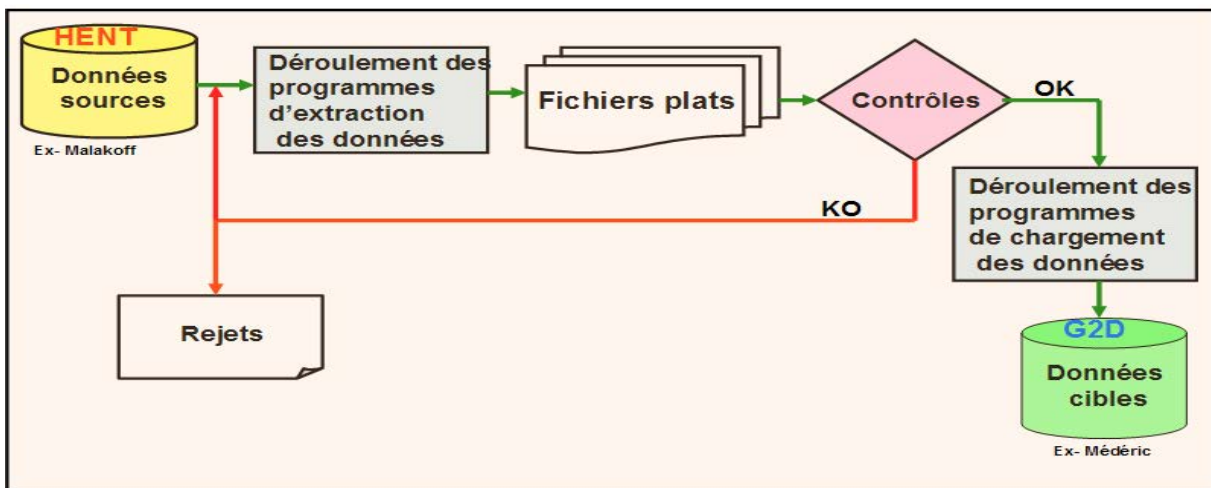 HENT
Données
sources
Ex- Malakoff
Déroulement des
programmes
d'extraction
des données
Fichiers plats
Contrôles
OK
KO
Déroulement des
programmes
de chargement
des données
Rejets
G2D
Données
cibles
Ex- Médéric